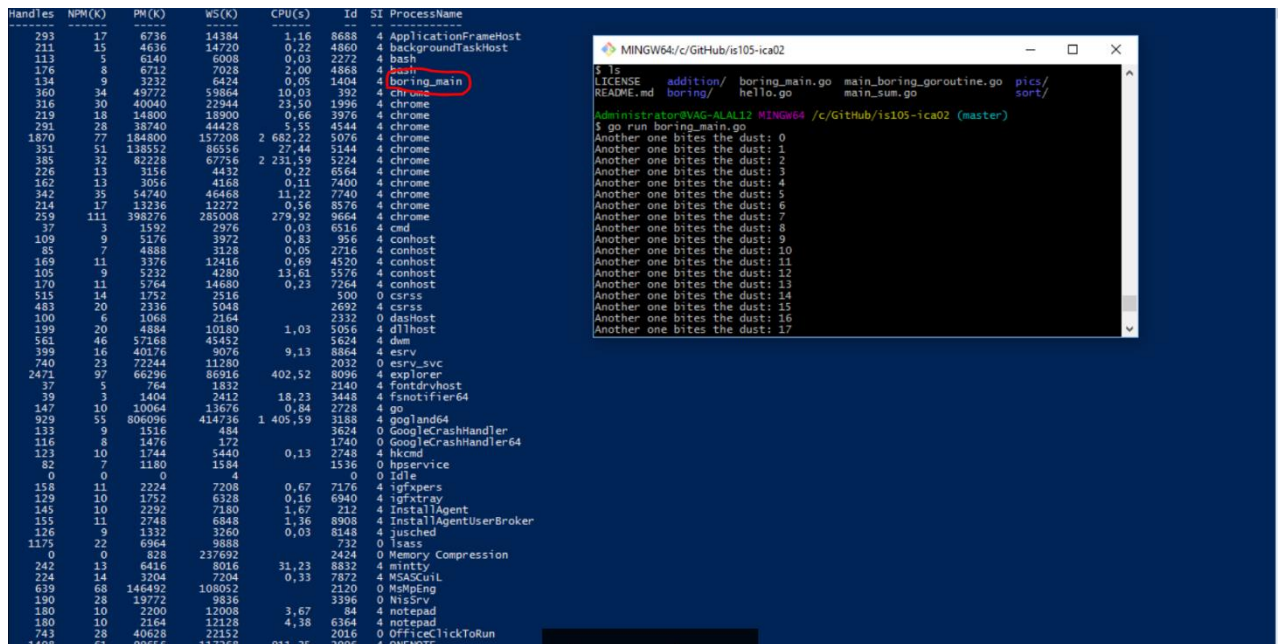 Handles NPM(K) PM(K) WS(K) CPU(s) Id SI ProcessName
------- ------ ----- ----- ------ -- -- -----------
293 17 6736 14384 1,16 8688 4 ApplicationFrameHost
211 15 4636 14720 0,22 4860 4 backgroundTaskHost
113 5 6140 6008 0,03 2272 4 bash
176 8 6712 7028 2,00 4868 4 bash
134 9 3232 6424 0,05 1404 4 boring_main
360 34 49772 59864 10,03 392 4 chrome
316 30 40040 22944 23,50 1996 4 chrome
219 18 14800 18900 0,66 3976 4 chrome
291 28 38740 44428 5,55 4544 4 chrome
1870 77 184800 157208 2 682,22 5076 4 chrome
351 51 138552 86556 27,44 5144 4 chrome
385 32 82228 67756 2 231,59 5224 4 chrome
226 13 3156 4432 0,22 6564 4 chrome
162 13 3056 4168 0,11 7400 4 chrome
342 35 54740 46468 11,22 7740 4 chrome
214 17 13236 12272 0,56 8576 4 chrome
259 111 398276 285008 279,92 9664 4 chrome
37 3 1592 2976 0,03 6516 4 cmd
109 9 5176 3972 0,83 956 4 conhost
85 7 4888 3128 0,05 2716 4 conhost
169 11 3376 12416 0,69 4520 4 conhost
105 9 5232 4280 13,61 5576 4 conhost
170 11 5764 14680 0,23 7264 4 conhost
515 14 1752 2516 500 0 csrss
483 20 2336 5048 2692 4 csrss
100 6 1068 2164 2332 0 dasHost
199 20 4884 10180 1,03 5056 4 dllhost
561 46 57168 45452 5624 4 dwm
399 16 40176 9076 9,13 8864 4 esrv
740 23 72244 11280 2032 0 esrv_svc
2471 97 66296 86916 402,52 8096 4 explorer
37 5 764 1832 2140 4 fontdrvhost
39 3 1404 2412 18,23 3448 4 fsnotifier64
147 10 10064 13676 0,84 2728 4 go
929 55 806096 414736 1 405,59 3188 4 gogland64
133 9 1516 484 3624 0 GoogleCrashHandler
116 8 1476 172 1740 0 GoogleCrashHandler64
123 10 1744 5440 0,13 2748 4 hkcmd
82 7 1180 1584 1536 0 hpservice
0 0 0 4 0 0 Idle
158 11 2224 7208 0,67 7176 4 igfxpers
129 10 1752 6328 0,16 6940 4 igfxtray
145 10 2292 7180 1,67 212 4 InstallAgent
155 11 2748 6848 1,36 8908 4 InstallAgentUserBroker
126 9 1332 3260 0,03 8148 4 jusched
1175 22 6964 9888 732 0 lsass
0 0 828 237692 2424 0 Memory Compression
242 13 6416 8016 31,23 8832 4 mintty
224 14 3204 7204 0,33 7872 4 MSASCuiL
639 68 146492 108052 2120 0 MsMpEng
190 28 19772 9836 3396 0 NisSrv
180 10 2200 12008 3,67 84 4 notepad
180 10 2164 12128 4,38 6364 4 notepad
743 28 40628 22152 2016 0 OfficeClickToRun
MINGW64:/c/GitHub/is105-ica02
$ ls
LICENSE addition/ boring_main.go main_boring_goroutine.go pics/
README.md boring/ hello.go main_sum.go sort/
Administrator@VAG-ALAL12 MINGW64 /c/GitHub/is105-ica02 (master)
$ go run boring_main.go
Another one bites the dust: 0
Another one bites the dust: 1
Another one bites the dust: 2
Another one bites the dust: 3
Another one bites the dust: 4
Another one bites the dust: 5
Another one bites the dust: 6
Another one bites the dust: 7
Another one bites the dust: 8
Another one bites the dust: 9
Another one bites the dust: 10
Another one bites the dust: 11
Another one bites the dust: 12
Another one bites the dust: 13
Another one bites the dust: 14
Another one bites the dust: 15
Another one bites the dust: 16
Another one bites the dust: 17